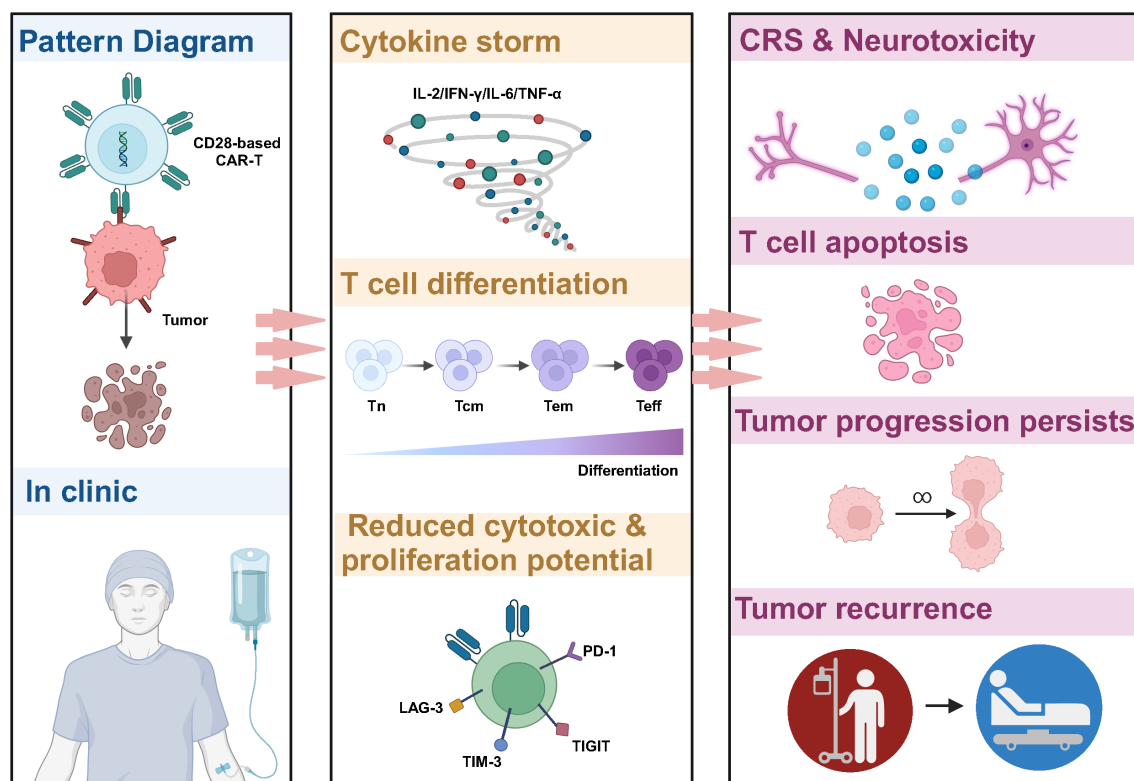 Pattern Diagram
CD28-based
CAR-T
Tumor
In clinic
Cytokine storm
IL-2/IFN-γ/IL-6/TNF-α
T cell differentiation
Tn
Tcm
Tem
Teff
Differentiation
Reduced cytotoxic &
proliferation potential
PD-1
LAG-3
TIM-3
TIGIT
CRS & Neurotoxicity
T cell apoptosis
Tumor progression persists
∞
Tumor recurrence